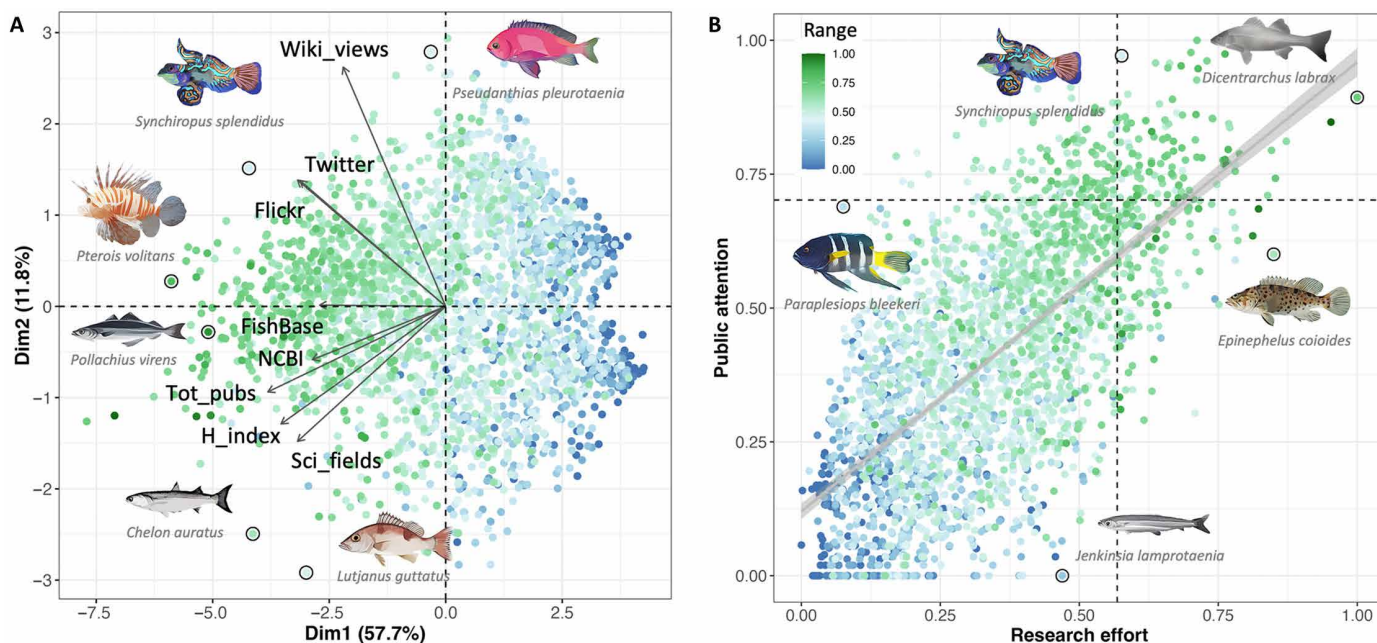 A
Wiki_views
Pseudanthias pleurotaenia
Synchiropus splendidus
Twitter
Flickr
Pterois volitans
FishBase
Pollachius virens
NCBI
Tot_pubs
H_index
Sci_fields
Chelon auratus
Lutjanus guttatus
Dim2 (11.8%)
3
2
1
0
−1
−2
−3
−7.5
−5.0
−2.5
0.0
2.5
Dim1 (57.7%)
B
Range
1.00
0.75
0.50
0.25
0.00
Synchiropus splendidus
Dicentrarchus labrax
Paraplesiops bleekeri
Epinephelus coioides
Jenkinsia lamprotaenia
Public attention
1.00
0.75
0.50
0.25
0.00
0.00
0.25
0.50
0.75
1.00
Research effort